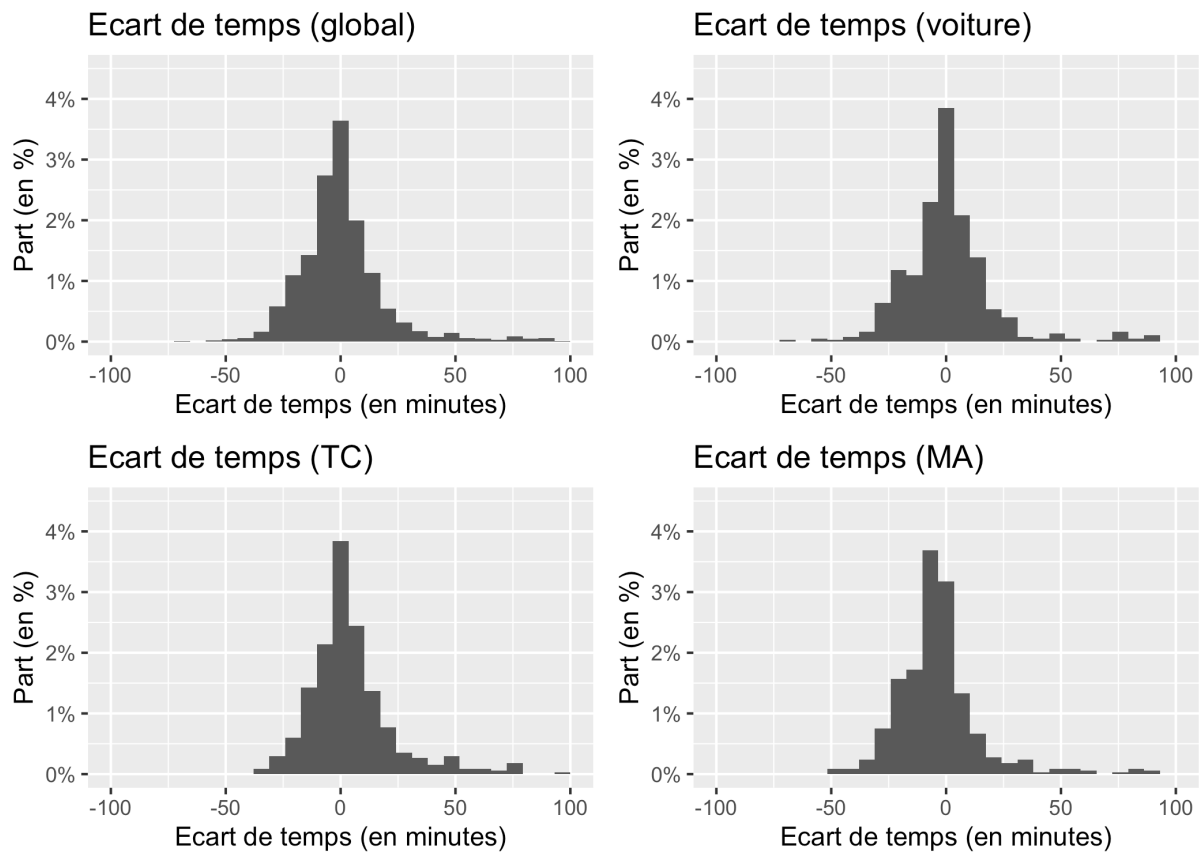 Ecart de temps (global)
Part (en %)
4%
3%
2%
1%
0%
-100 -50 0 50 100
Ecart de temps (en minutes)
Ecart de temps (voiture)
Part (en %)
4%
3%
2%
1%
0%
-100 -50 0 50 100
Ecart de temps (en minutes)
Ecart de temps (TC)
Part (en %)
4%
3%
2%
1%
0%
-100 -50 0 50 100
Ecart de temps (en minutes)
Ecart de temps (MA)
Part (en %)
4%
3%
2%
1%
0%
-100 -50 0 50 100
Ecart de temps (en minutes)